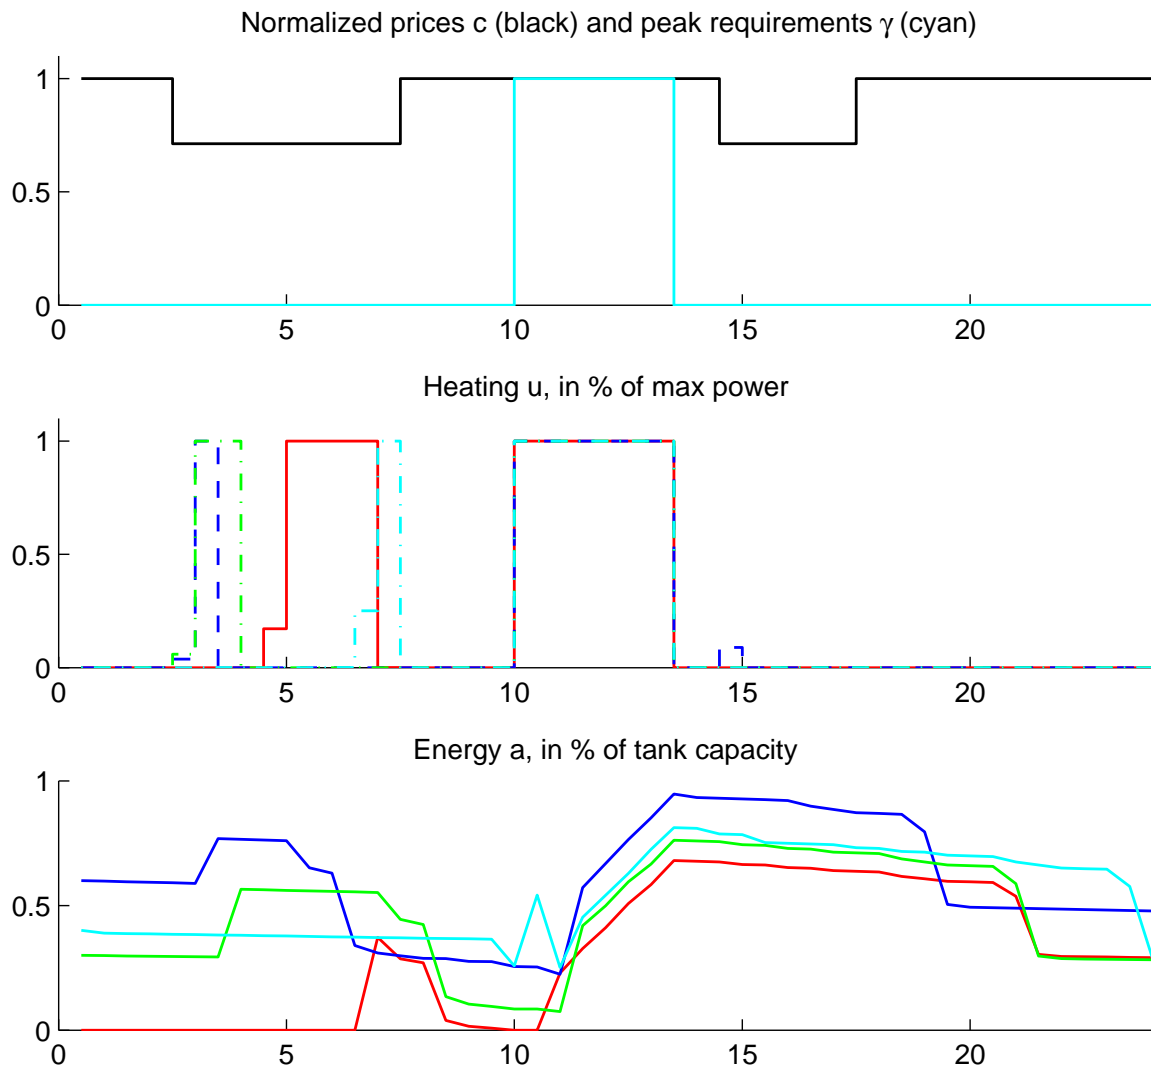 Normalized prices c (black) and peak requirements γ (cyan)
1
0.5
0
0 5 10 15 20
Heating u, in % of max power
1
0.5
0
0 5 10 15 20
Energy a, in % of tank capacity
1
0.5
0
0 5 10 15 20